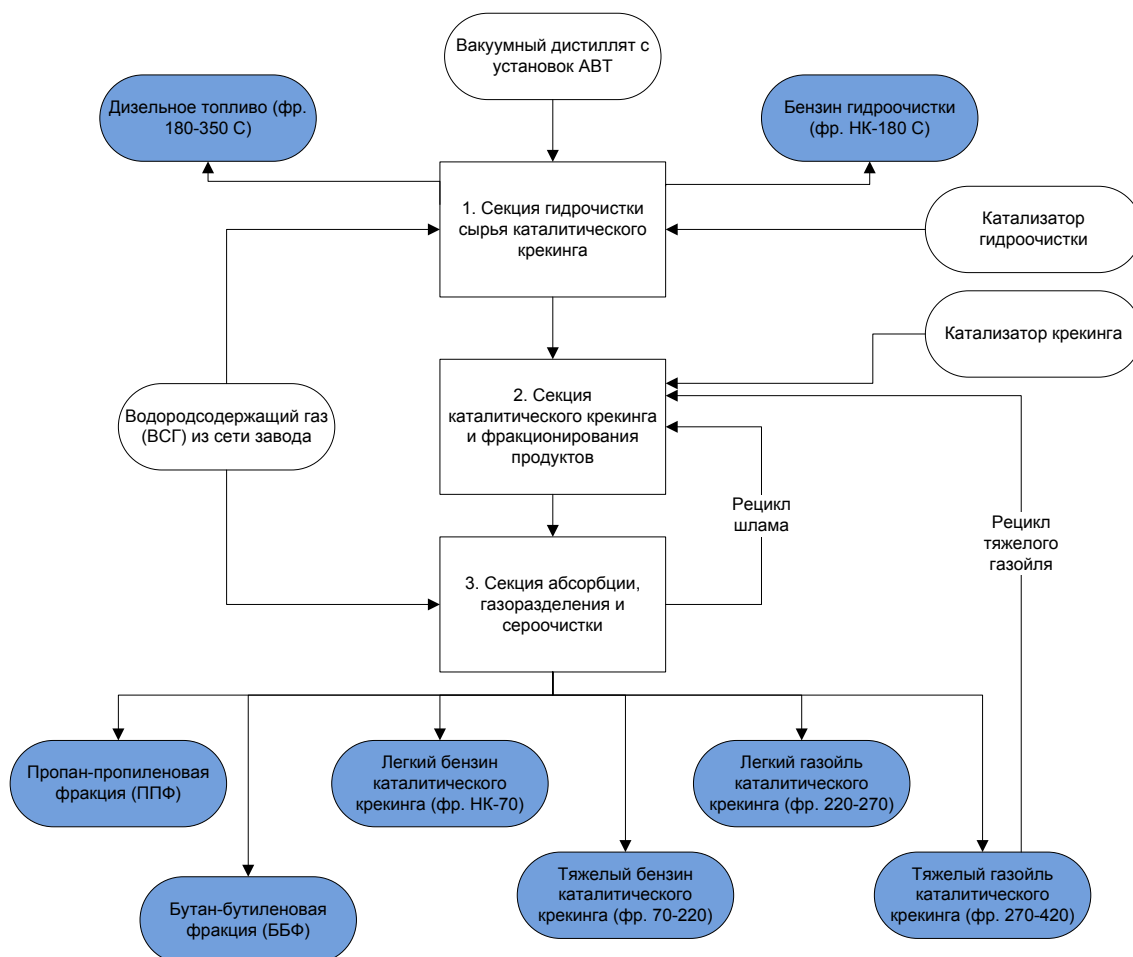 Вакуумный дистиллят с
установок АВТ
Дизельное топливо (фр.
180-350 С)
Бензин гидроочистки
(фр. НК-180 С)
1. Секция гидрочистки
сырья каталитического
крекинга
Катализатор
гидроочистки
Катализатор крекинга
Водородсодержащий газ
(ВСГ) из сети завода
2. Секция
каталитического крекинга
и фракционирования
продуктов
Рецикл
шлама
Рецикл
тяжелого
газойля
3. Секция абсорбции,
газоразделения и
сероочистки
Пропан-пропиленовая
фракция (ППФ)
Легкий бензин
каталитического
крекинга (фр. НК-70)
Легкий газойль
каталитического
крекинга (фр. 220-270)
Бутан-бутиленовая
фракция (ББФ)
Тяжелый бензин
каталитического
крекинга (фр. 70-220)
Тяжелый газойль
каталитического
крекинга (фр. 270-420)